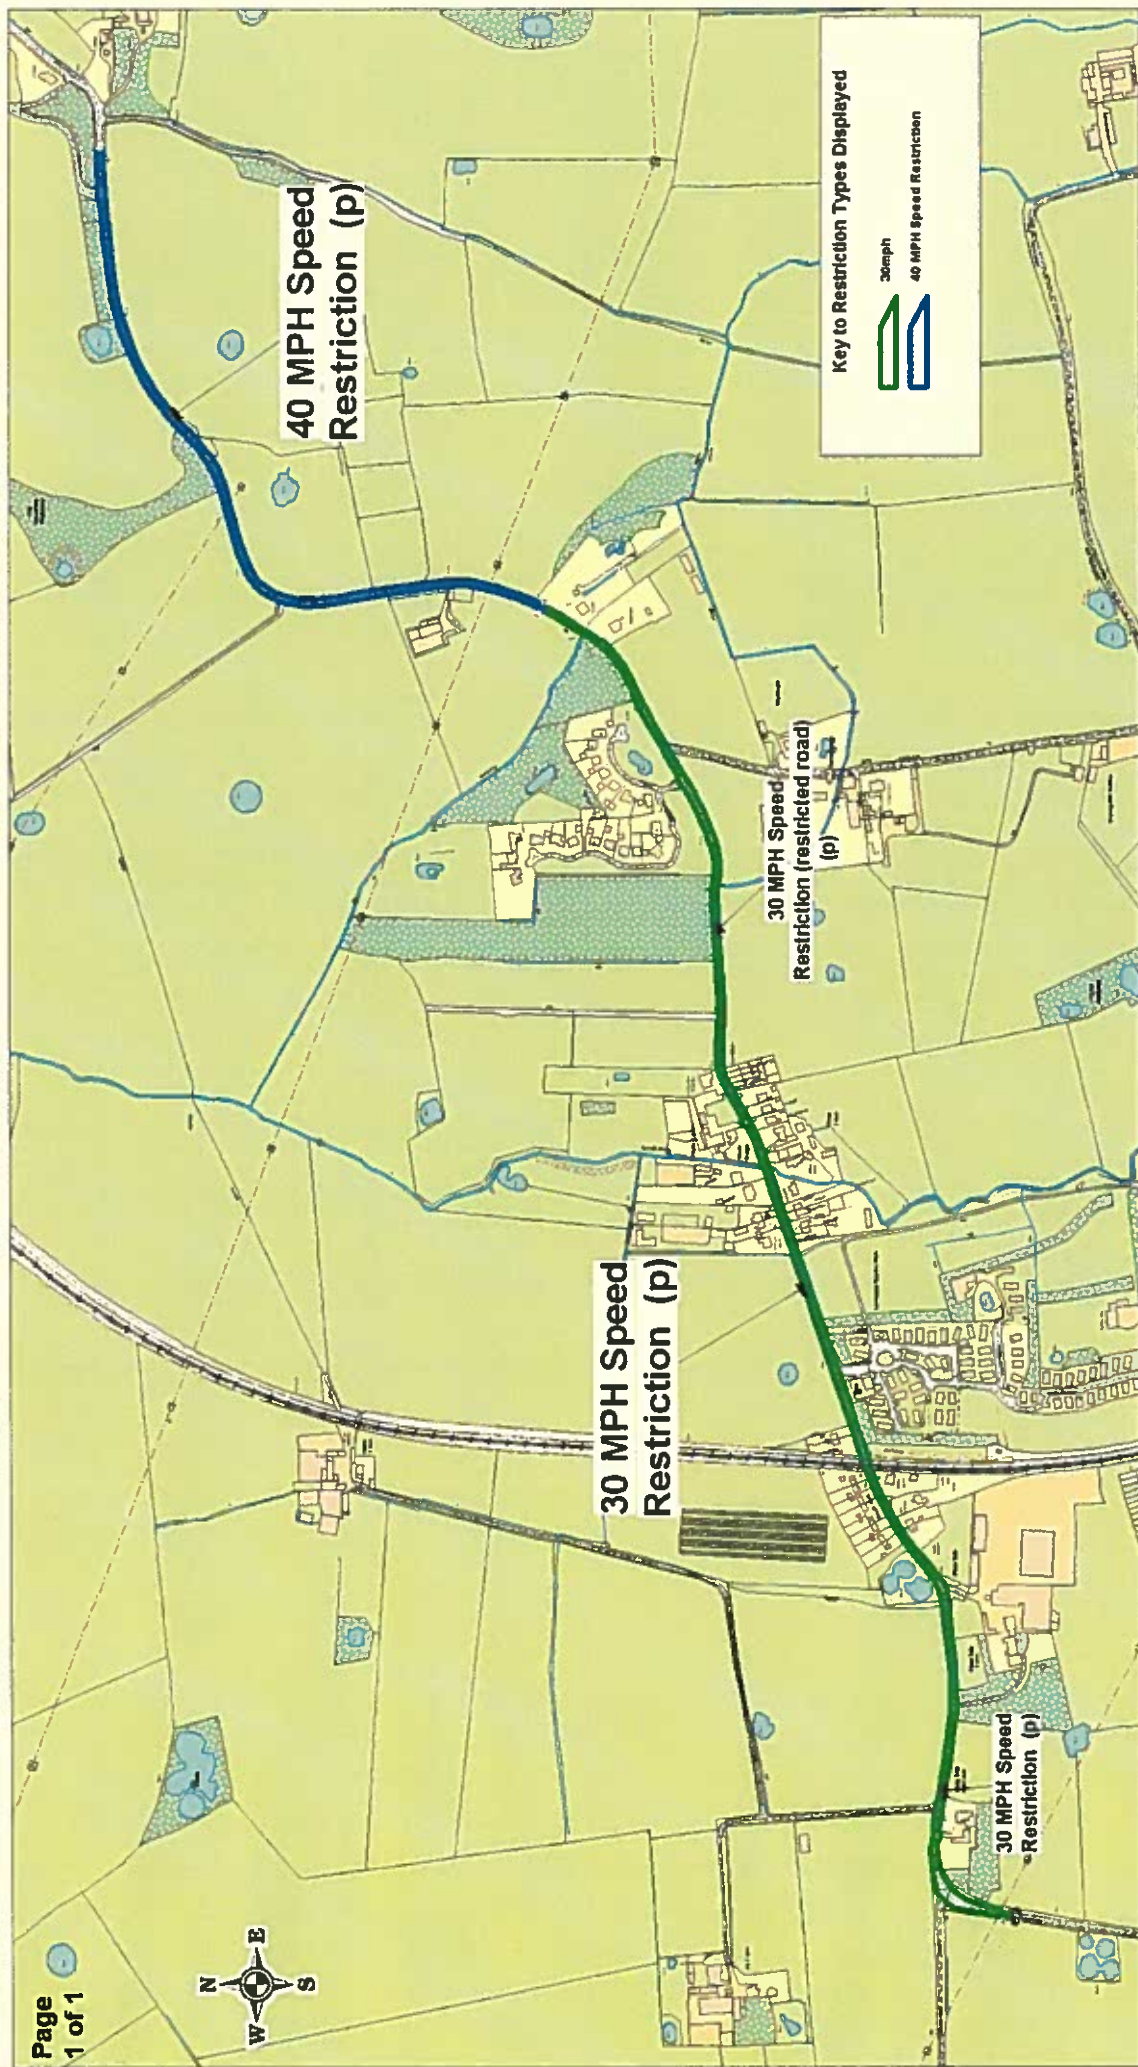 Page
1 of 1
N
W
E
S
40 MPH Speed
Restriction (p)
30 MPH Speed
Restriction (restricted road)
(p)
30 MPH Speed
Restriction (p)
30 MPH Speed
Restriction (p)
Key to Restriction Types Displayed
30mph
40 MPH Speed Restriction